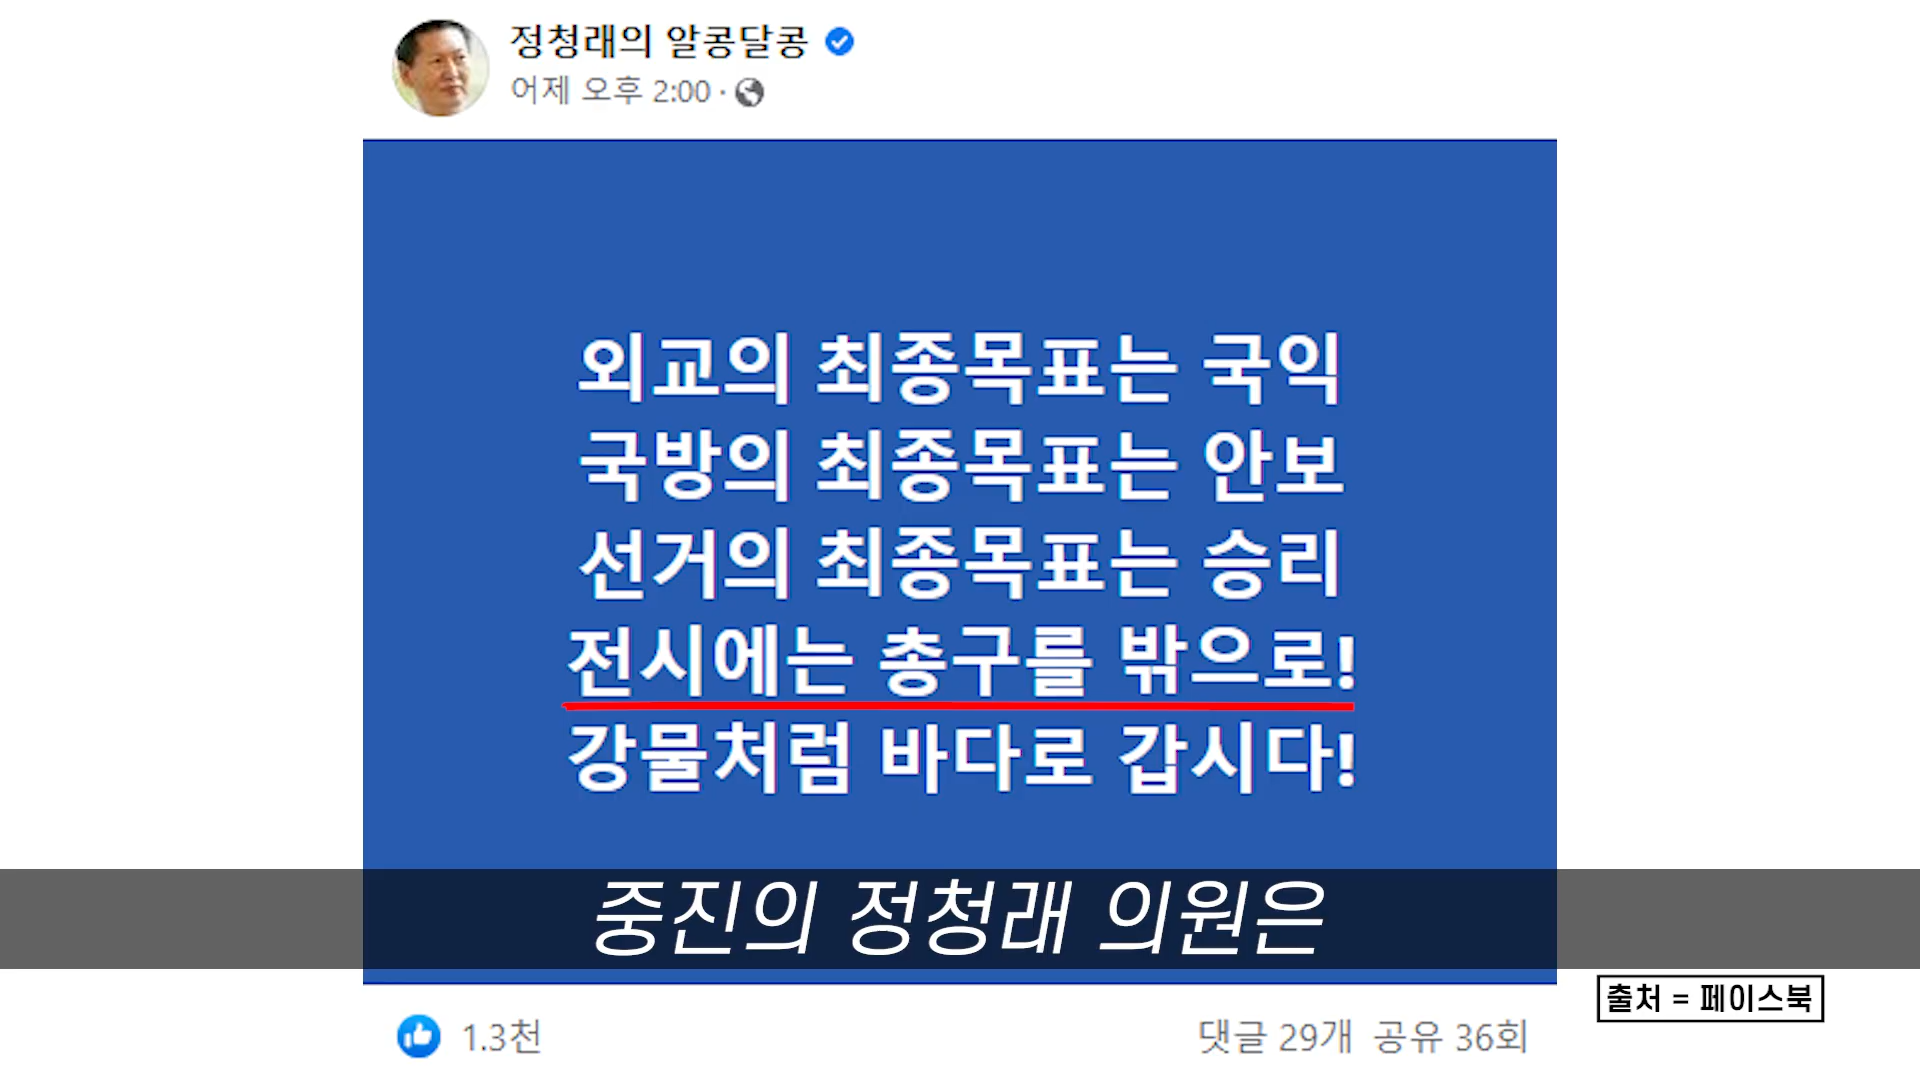 정청래의 알콩달콩
어제 오후 2:00 ·
외교의 최종목표는 국익
국방의 최종목표는 안보
선거의 최종목표는 승리
전시에는 총구를 밖으로!
강물처럼 바다로 갑시다!
중진의 정청래 의원은
출처 = 페이스북
1.3천
댓글 29개 공유 36회